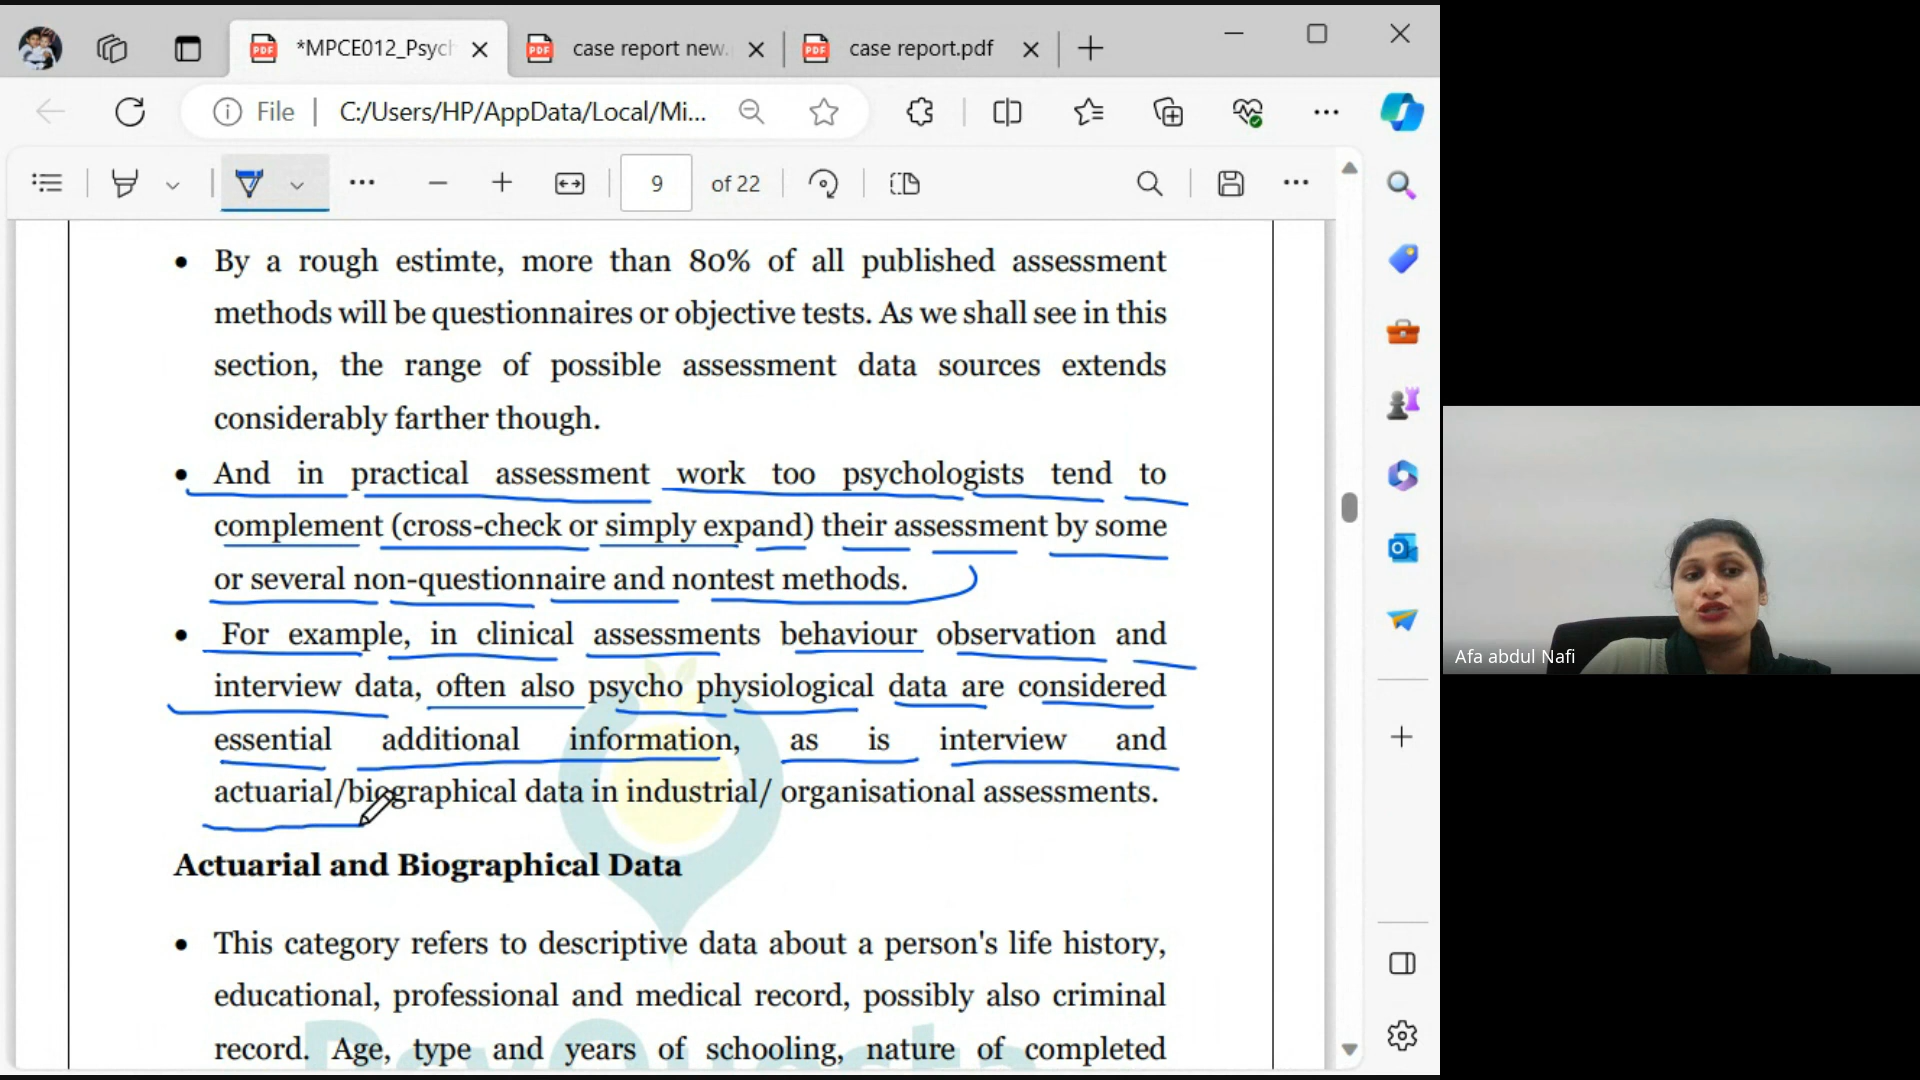 *MPCE012_Psych
case report new.
case report.pdf
File
C:/Users/HP/AppData/Local/Mi...
9
of 22
• By a rough estimte, more than 80% of all published assessment
methods will be questionnaires or objective tests. As we shall see in this
section, the range of possible assessment data sources extends
considerably farther though.
• And in practical assessment work too psychologists tend to
complement (cross-check or simply expand) their assessment by some
or several non-questionnaire and nontest methods.
• For example, in clinical assessments behaviour observation and
interview data, often also psycho physiological data are considered
essential additional information, as is interview and
actuarial/biographical data in industrial/ organisational assessments.
Actuarial and Biographical Data
• This category refers to descriptive data about a person's life history,
educational, professional and medical record, possibly also criminal
record. Age, type and years of schooling, nature of completed
Afa abdul Nafi